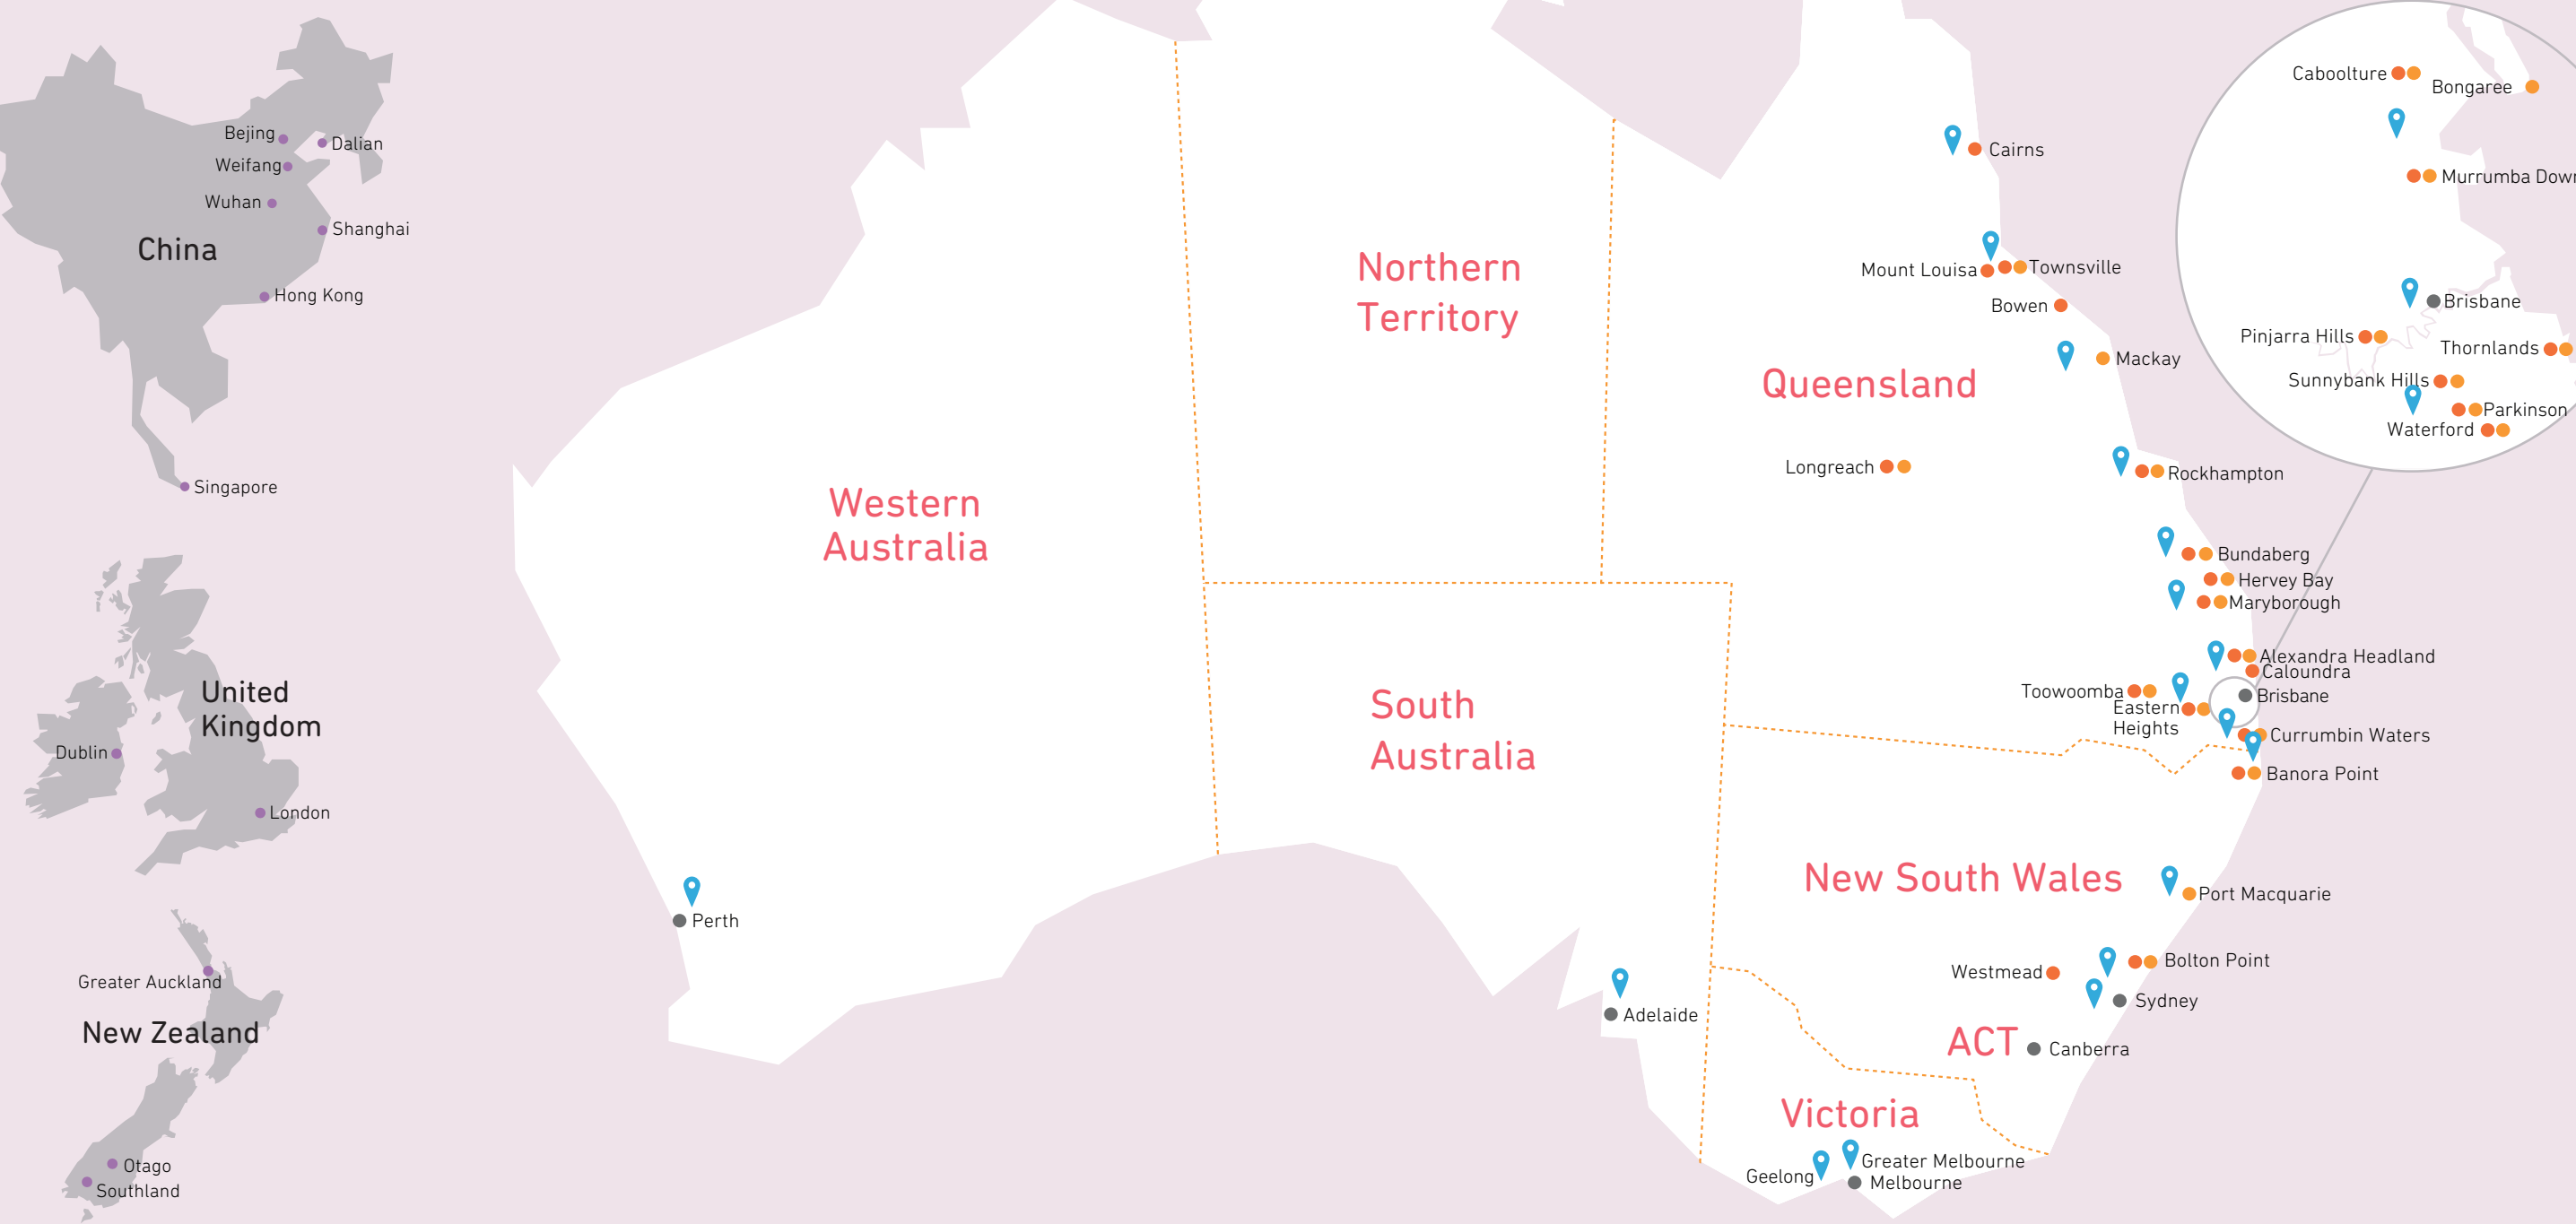 Bejing
Dalian
Weifang
Wuhan
Shanghai
China
Hong Kong
Singapore
United
Kingdom
Dublin
London
Greater Auckland
New Zealand
Otago
Southland
Western
Australia
Perth
Northern
Territory
South
Australia
Adelaide
Queensland
Cairns
Mount Louisa
Townsville
Bowen
Mackay
Longreach
Rockhampton
Bundaberg
Hervey Bay
Maryborough
Alexandra Headland
Caloundra
Toowoomba
Brisbane
Eastern
Heights
Currumbin Waters
Banora Point
New South Wales
Port Macquarie
Bolton Point
Westmead
Sydney
ACT
Canberra
Victoria
Greater Melbourne
Geelong
Melbourne
Caboolture
Bongaree
Murrumba Dow
Brisbane
Pinjarra Hills
Thornlands
Sunnybank Hills
Parkinson
Waterford